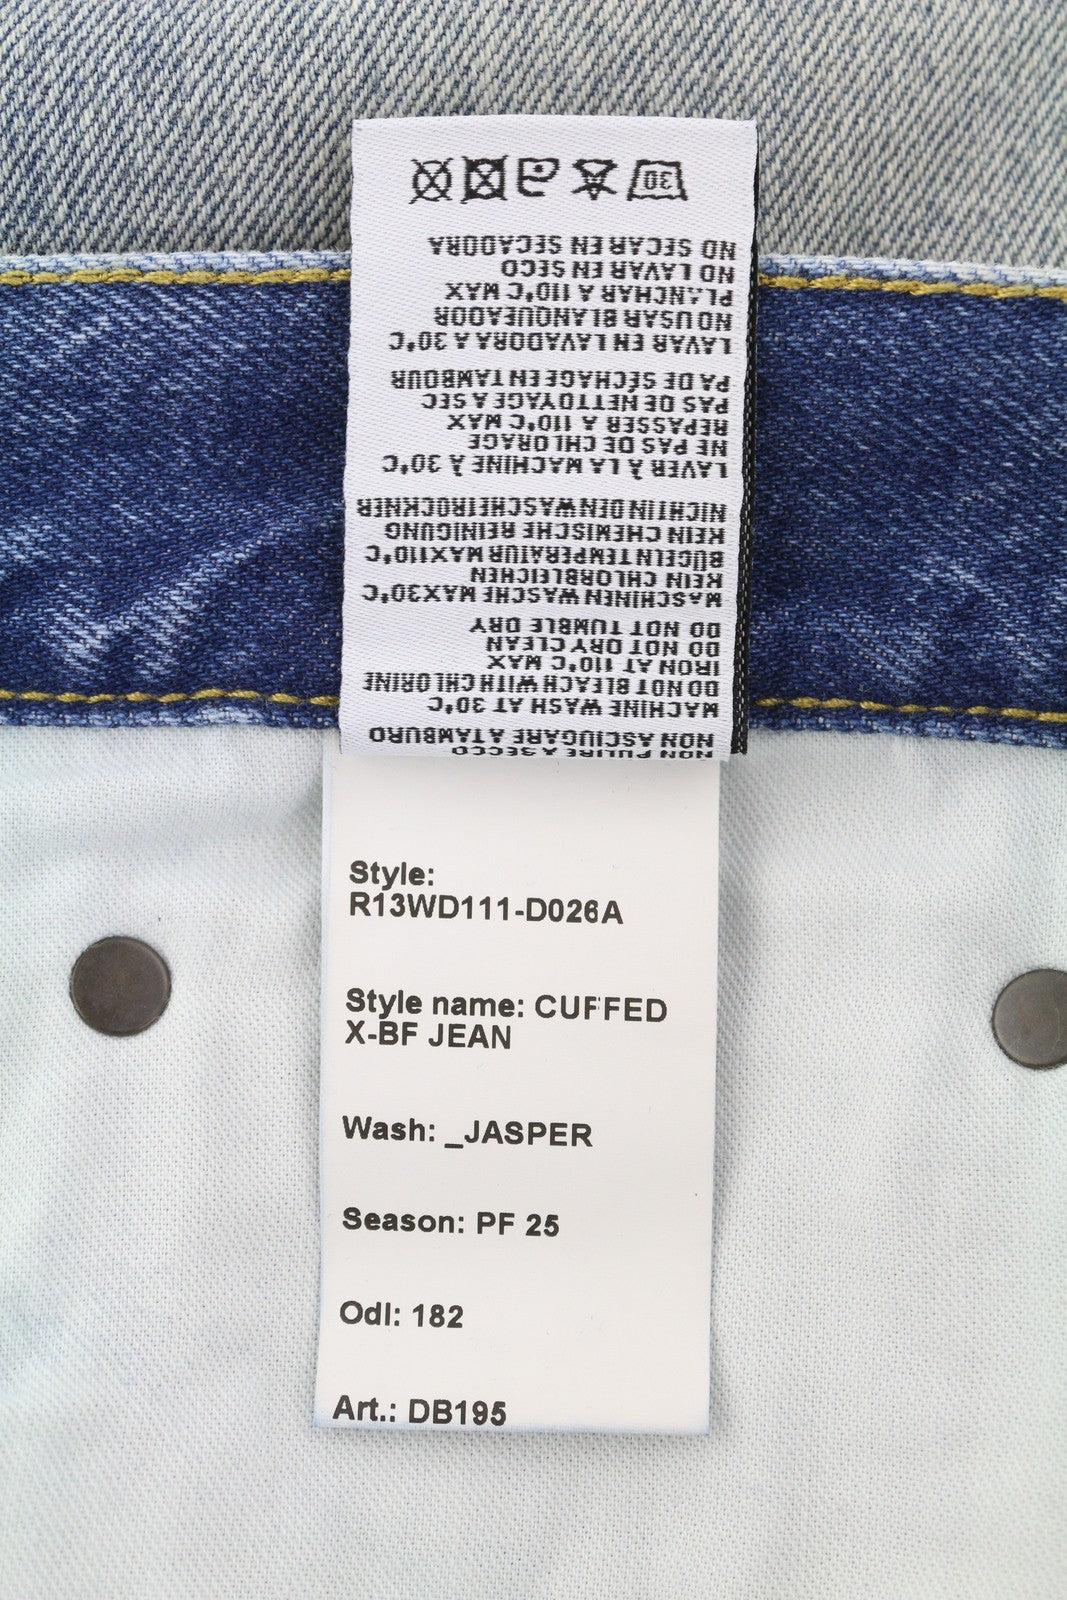 NON PULIRE A SECCO
NON ASCIUGARE A TAMBURO
MACHINE WASH AT 30°C
DO NOT BLEACH WITH CHLORINE
IRON AT 110°C MAX
DO NOT DRY CLEAN
DO NOT TUMBLE DRY
MASCHINEN WASCHE MAX30°C
KEIN CHLORBLEICHEN
BÜGELN TEMPERATUR MAX110°C
KEIN CHEMISCHE REINIGUNG
NICHT IN DEN WASCHETROCKNER
LAVER À LA MACHINE À 30°C
NE PAS DE CHLORAGE
REPASSER A 110°C MAX
PAS DE NETTOYAGE A SEC
PA DE SÉCHAGE EN TAMBOUR
LAVAR EN LAVADORA A 30°C
NO USAR BLANQUEADOR
PLANCHAR A 110°C MAX
NO LAVAR EN SECO
NO SECAR EN SECADORA
30
Style:
R13WD111-D026A
Style name: CUFFED
X-BF JEAN
Wash: _JASPER
Season: PF 25
Odl: 182
Art.: DB195